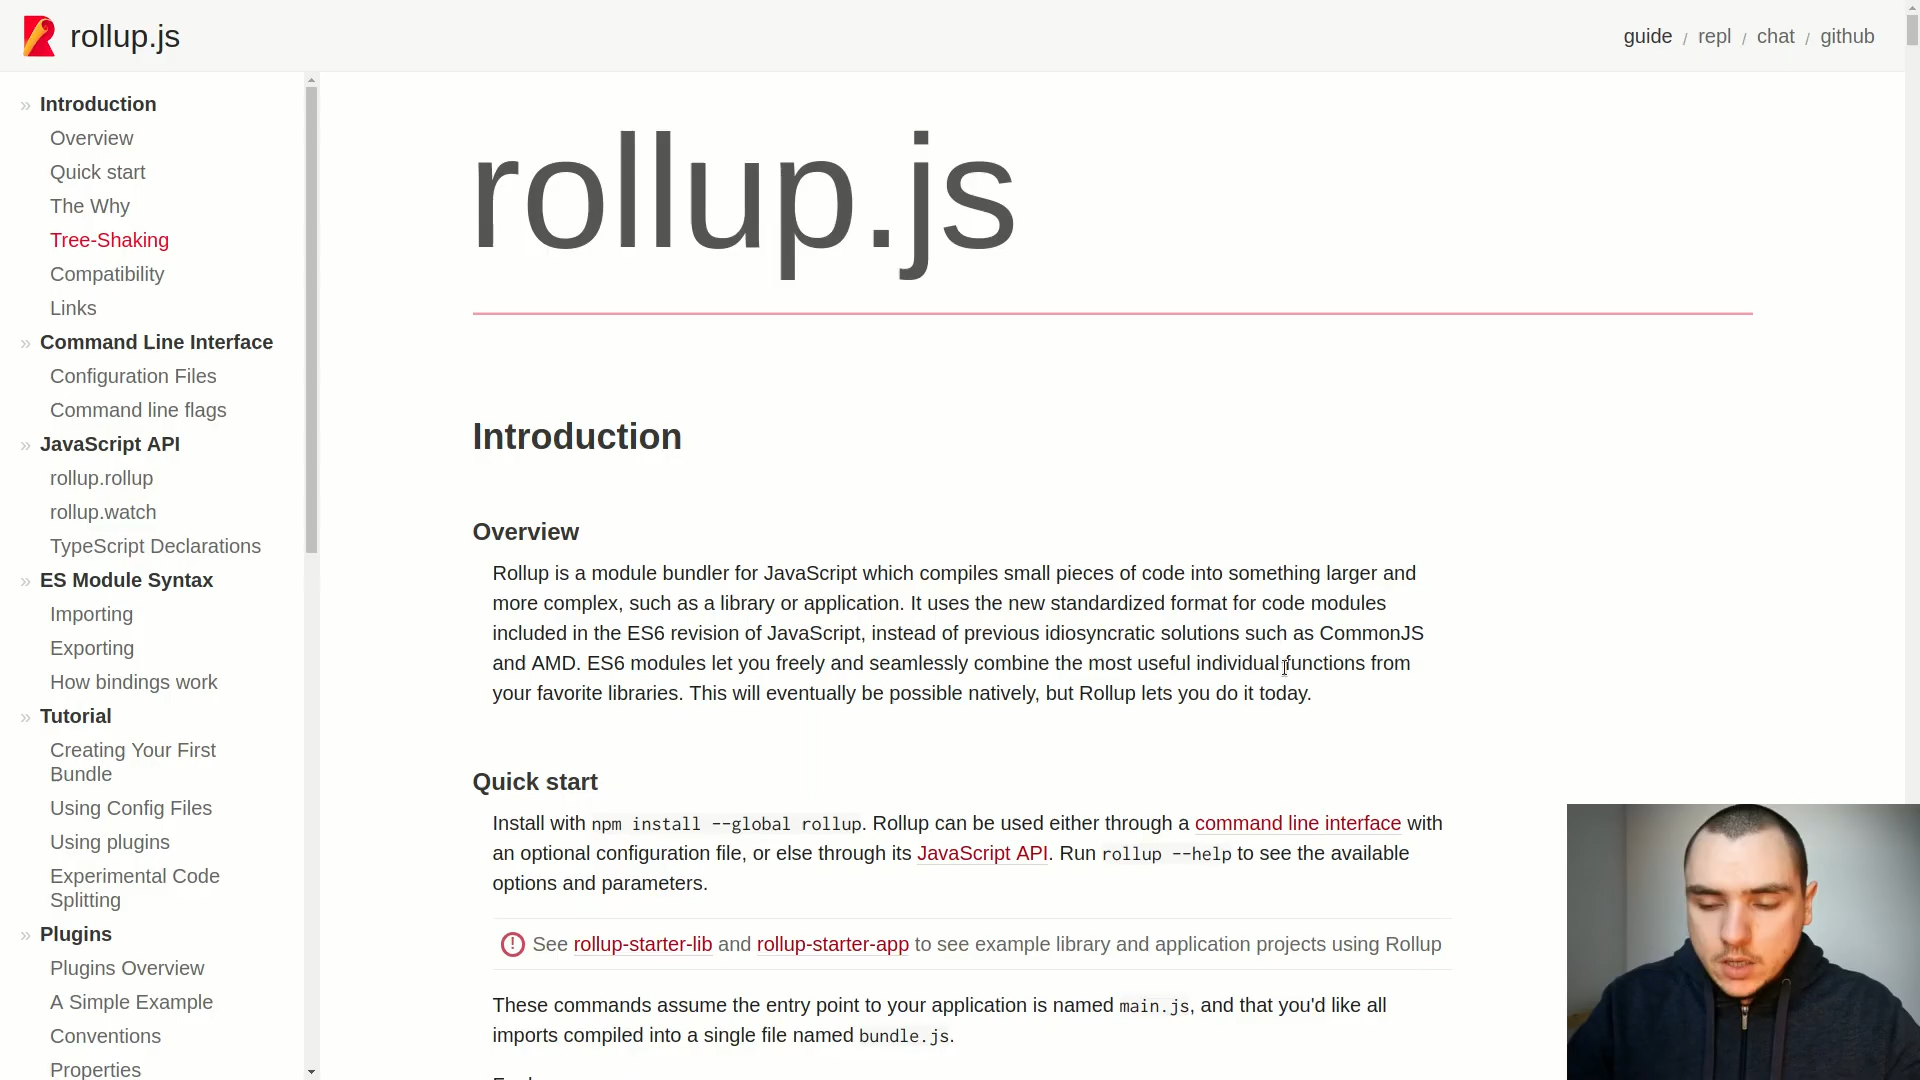 rollup.js
guide / repl / chat / github
» Introduction
Overview
Quick start
The Why
Tree-Shaking
Compatibility
Links
» Command Line Interface
Configuration Files
Command line flags
» JavaScript API
rollup.rollup
rollup.watch
TypeScript Declarations
» ES Module Syntax
Importing
Exporting
How bindings work
» Tutorial
Creating Your First
Bundle
Using Config Files
Using plugins
Experimental Code
Splitting
» Plugins
Plugins Overview
A Simple Example
Conventions
Properties
rollup.js
Introduction
Overview
Rollup is a module bundler for JavaScript which compiles small pieces of code into something larger and
more complex, such as a library or application. It uses the new standardized format for code modules
included in the ES6 revision of JavaScript, instead of previous idiosyncratic solutions such as CommonJS
and AMD. ES6 modules let you freely and seamlessly combine the most useful individual functions from
your favorite libraries. This will eventually be possible natively, but Rollup lets you do it today.
Quick start
Install with npm install --global rollup. Rollup can be used either through a command line interface with
an optional configuration file, or else through its JavaScript API. Run rollup --help to see the available
options and parameters.
See rollup-starter-lib and rollup-starter-app to see example library and application projects using Rollup
These commands assume the entry point to your application is named main.js, and that you'd like all
imports compiled into a single file named bundle.js.